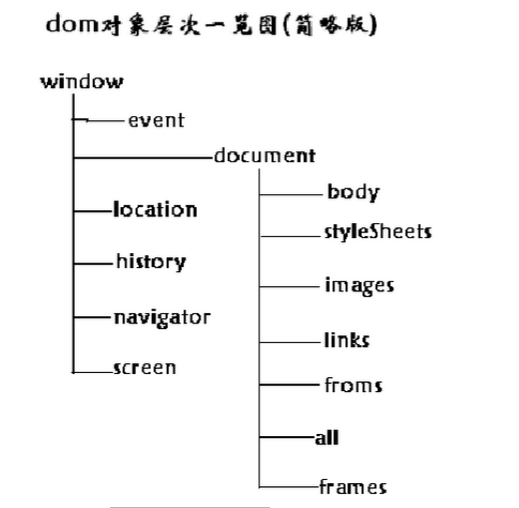 dom对象层次一览图(简略版)
window
event
document
body
location
styleSheets
history
images
navigator
links
screen
froms
all
frames